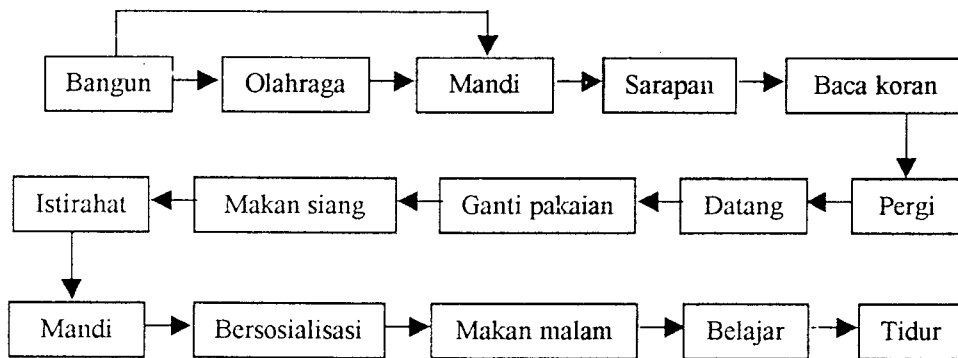 Bangun Olahraga Mandi Sarapan Baca koran
Istirahat Makan siang Ganti pakaian Datang Pergi
Mandi Bersosialisasi Makan malam Belajar Tidur